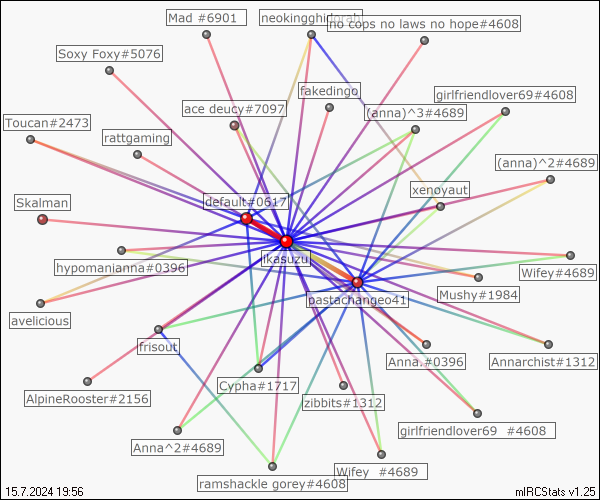 Mad #6901
neokingghidorah
no cops no laws no hope#4608
Soxy Foxy#5076
fakedingo
girlfriendlover69#4608
ace deucy#7097
(anna)^3#4689
Toucan#2473
rattgaming
(anna)^2#4689
xenoyaut
Skalman
default#0617
ikasuzu
hypomanianna#0396
Wifey#4689
Mushy#1984
pastachangeo41
avelicious
frisout
Anna.#0396
Annarchist#1312
Cypha#1717
AlpineRooster#2156
zibbits#1312
girlfriendlover69 #4608
Anna^2#4689
Wifey #4689
ramshackle gorey#4608
15.7.2024 19:56
mIRCStats v1.25